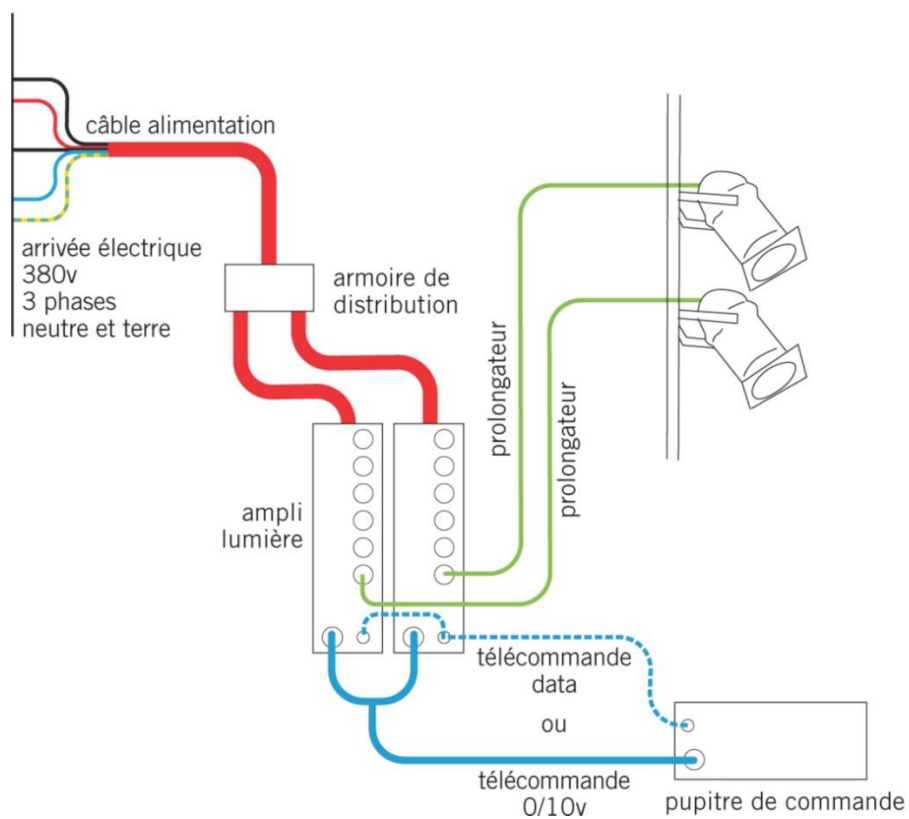 câble alimentation
arrivée électrique
380v
3 phases
neutre et terre
armoire de
distribution
prolongateur
prolongateur
ampli
lumière
télécommande
data
ou
télécommande
0/10v
pupitre de commande